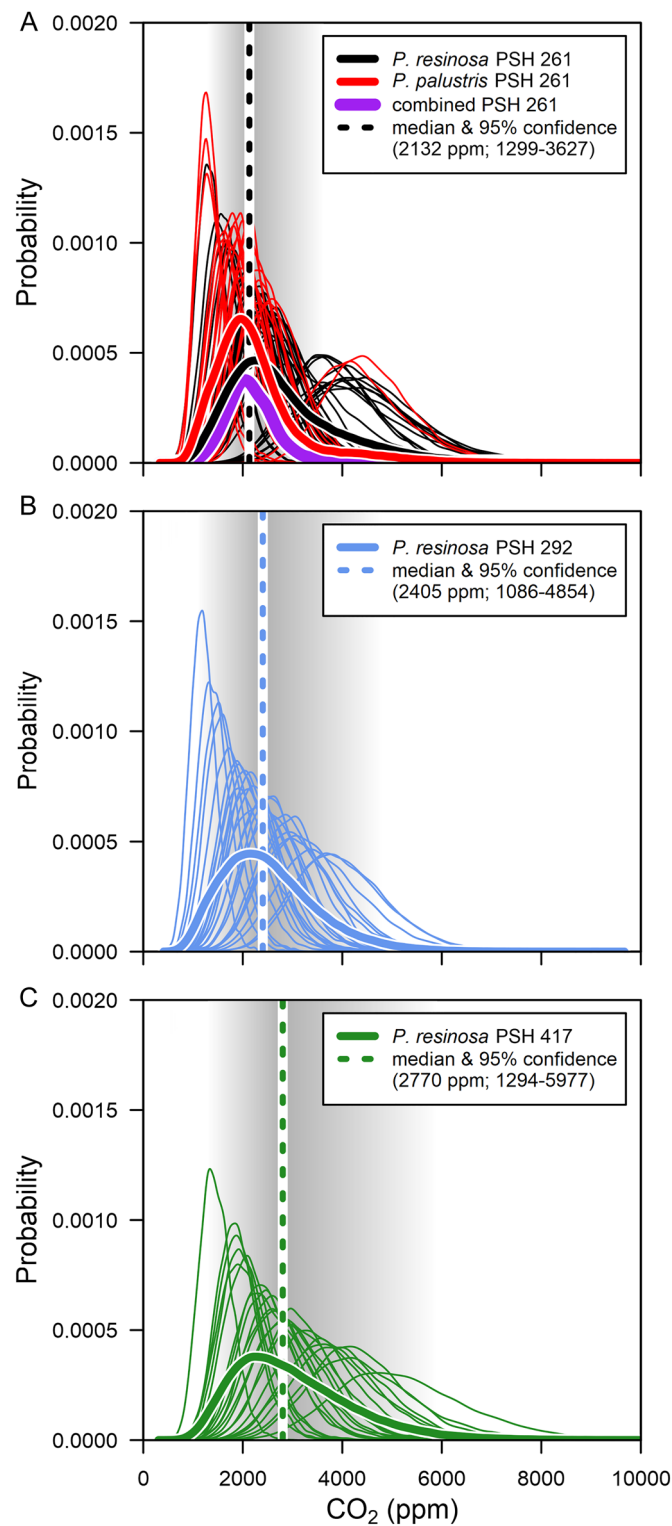 A
0.0020
0.0015
0.0010
0.0005
0.0000
Probability
P. resinosa PSH 261
P. palustris PSH 261
combined PSH 261
median & 95% confidence
(2132 ppm; 1299-3627)
B
0.0020
0.0015
0.0010
0.0005
0.0000
Probability
P. resinosa PSH 292
median & 95% confidence
(2405 ppm; 1086-4854)
C
0.0020
0.0015
0.0010
0.0005
0.0000
Probability
P. resinosa PSH 417
median & 95% confidence
(2770 ppm; 1294-5977)
0 2000 4000 6000 8000 10000
CO₂ (ppm)